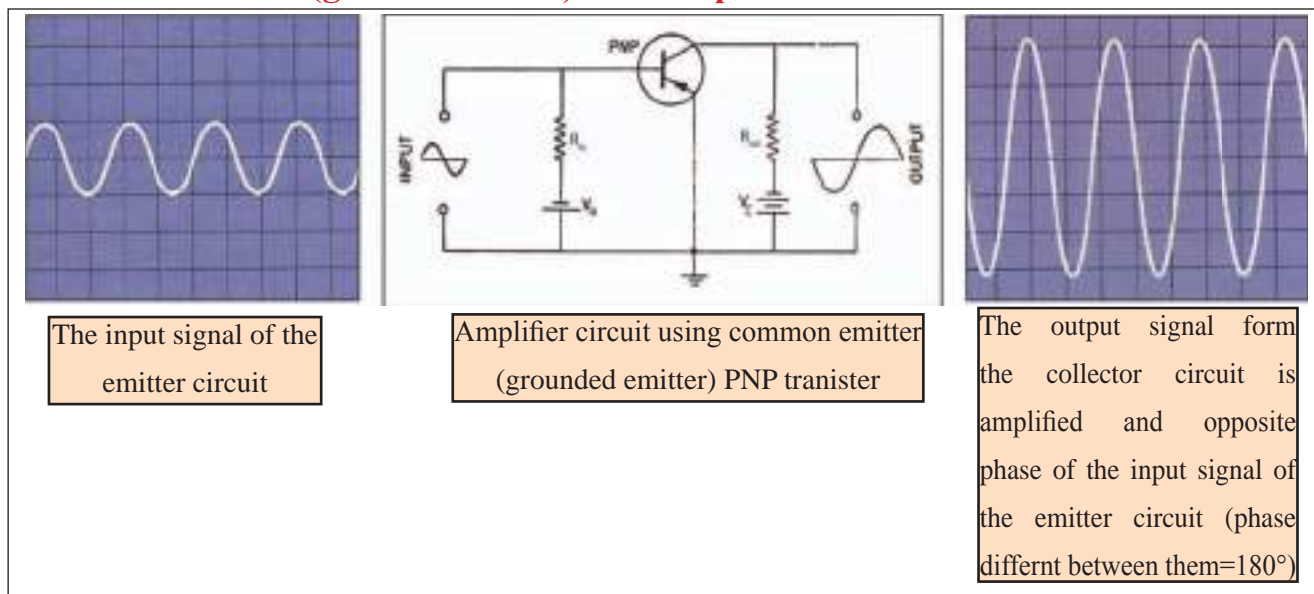 PNP
INPUT
OUTPUT
The input signal of the
emitter circuit
Amplifier circuit using common emitter
(grounded emitter) PNP tranister
The output signal form
the collector circuit is
amplified and opposite
phase of the input signal of
the emitter circuit (phase
differnt between them=180°)